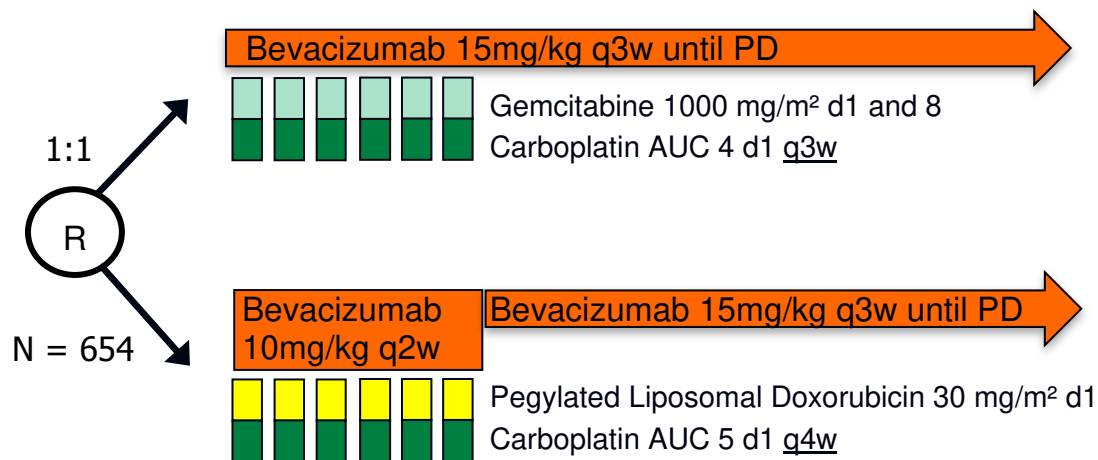 Bevacizumab 15mg/kg q3w until PD
Gemcitabine 1000 mg/m² d1 and 8
1:1
Carboplatin AUC 4 d1 q3w
R
Bevacizumab
10mg/kg q2w
Bevacizumab 15mg/kg q3w until PD
N = 654
Pegylated Liposomal Doxorubicin 30 mg/m² d1
Carboplatin AUC 5 d1 q4w